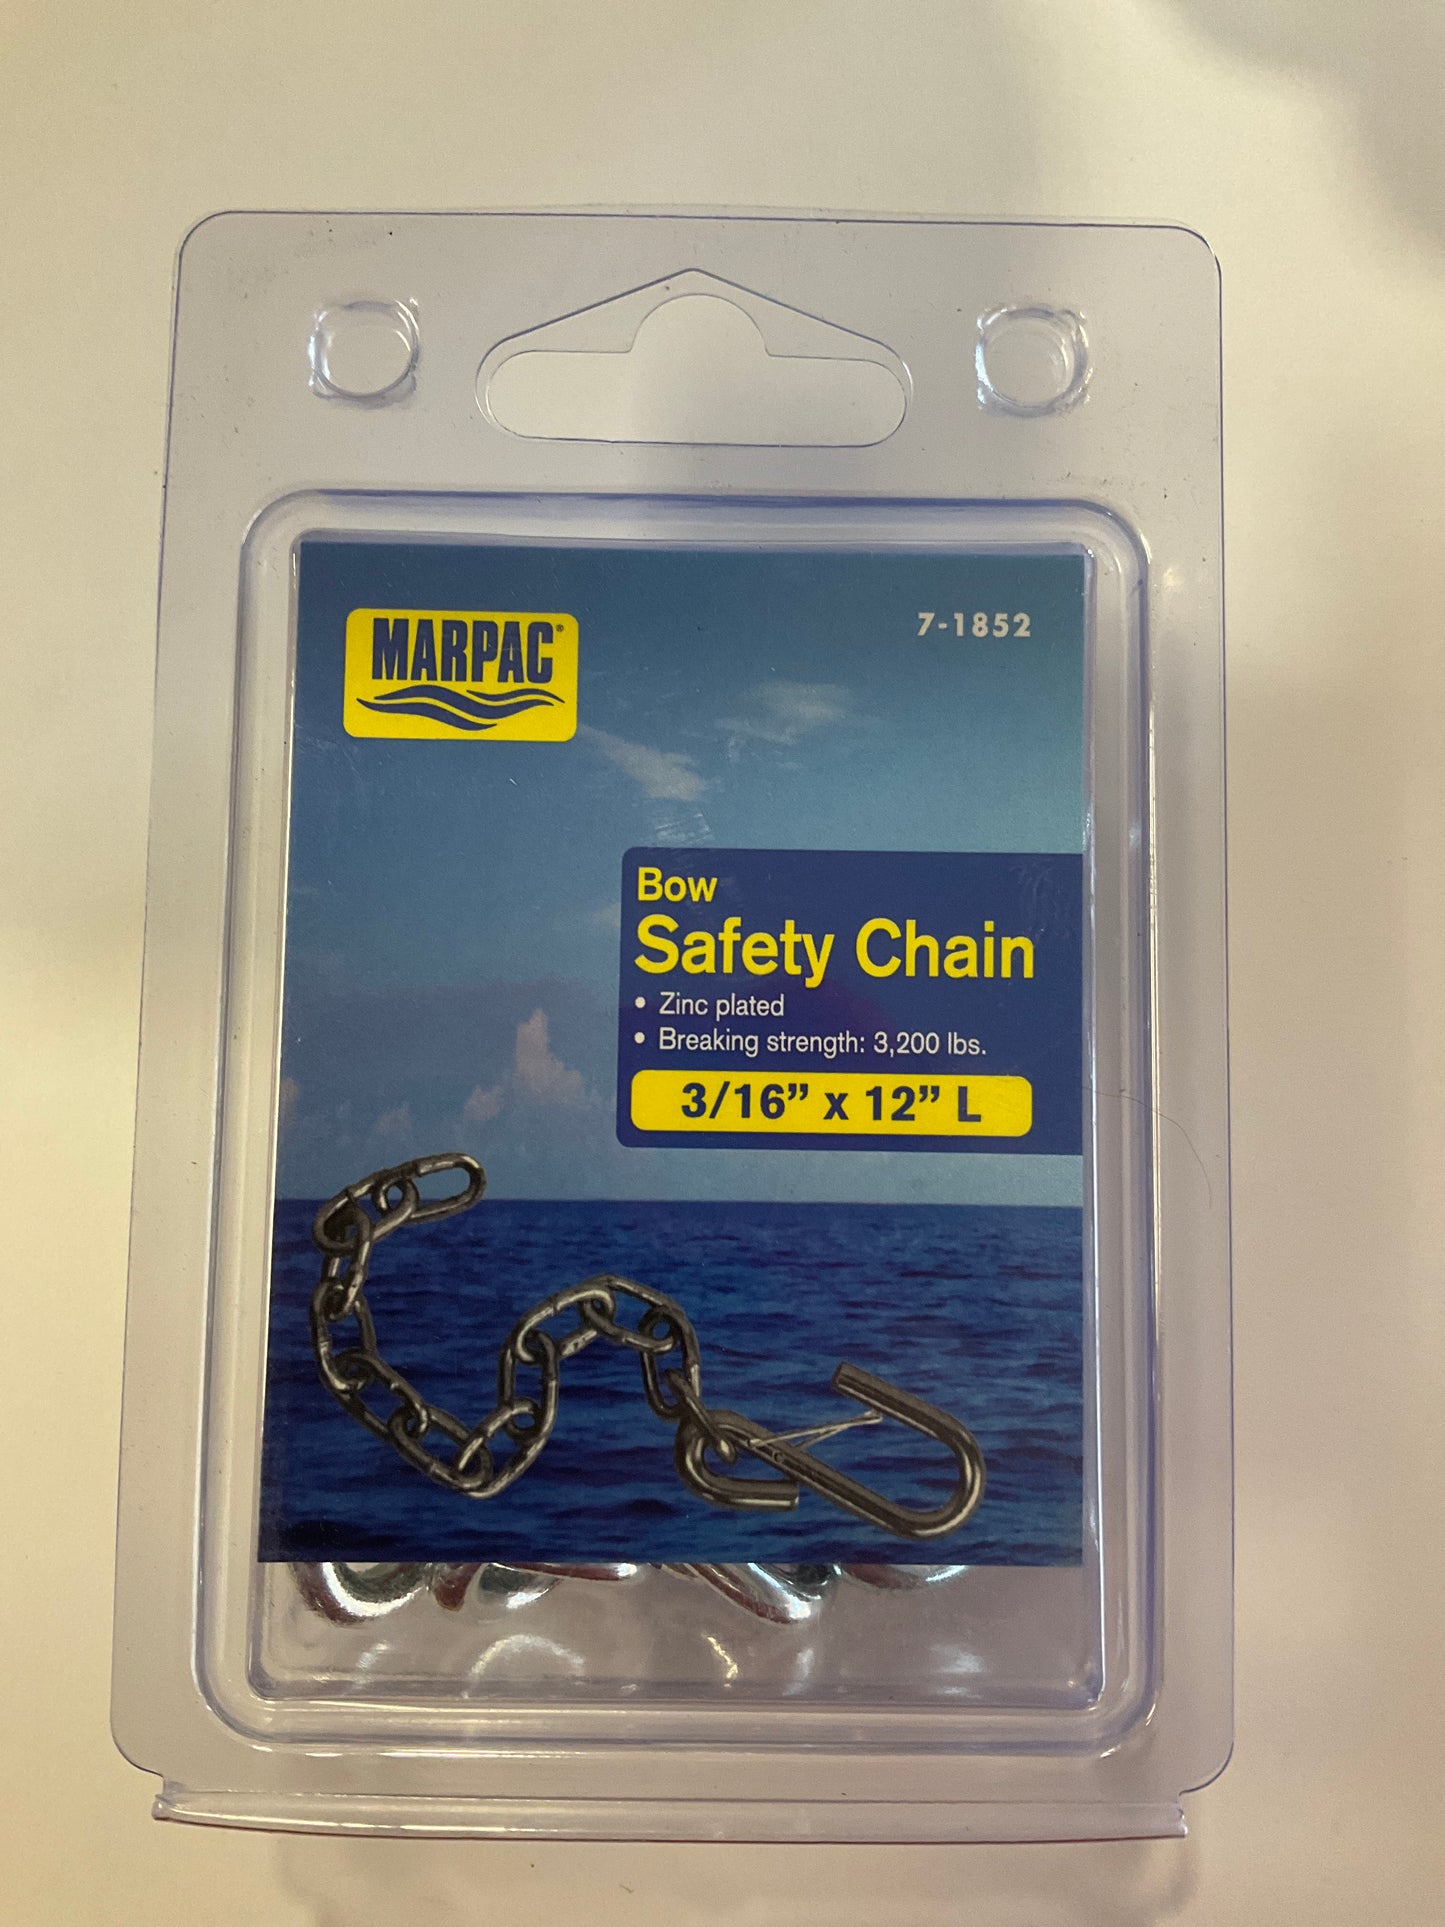 MARPAC®
7-1852
Bow
Safety Chain
• Zinc plated
• Breaking strength: 3,200 lbs.
3/16” x 12” L